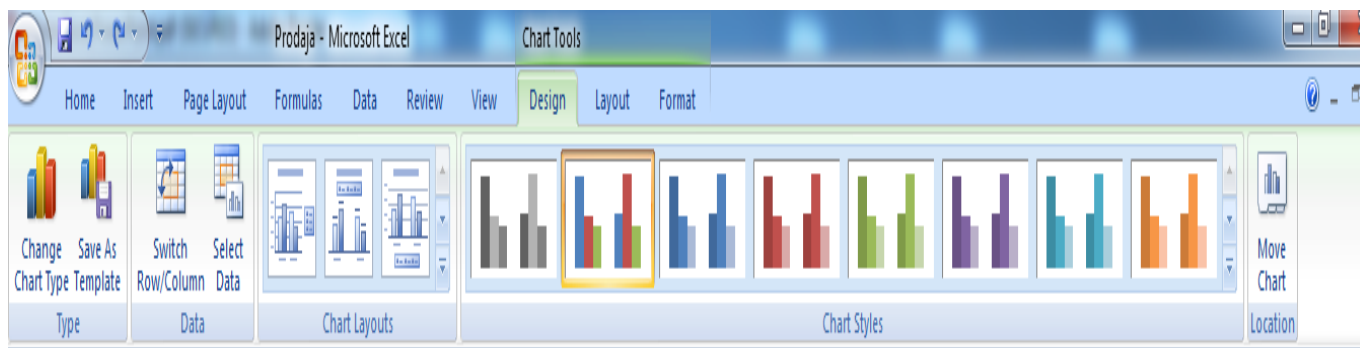 Prodaja - Microsoft Excel
Chart Tools
Home Insert Page Layout Formulas Data Review View Design Layout Format
Change Chart Type
Save As Template
Switch Row/Column
Select Data
Move Chart
Type
Data
Chart Layouts
Chart Styles
Location